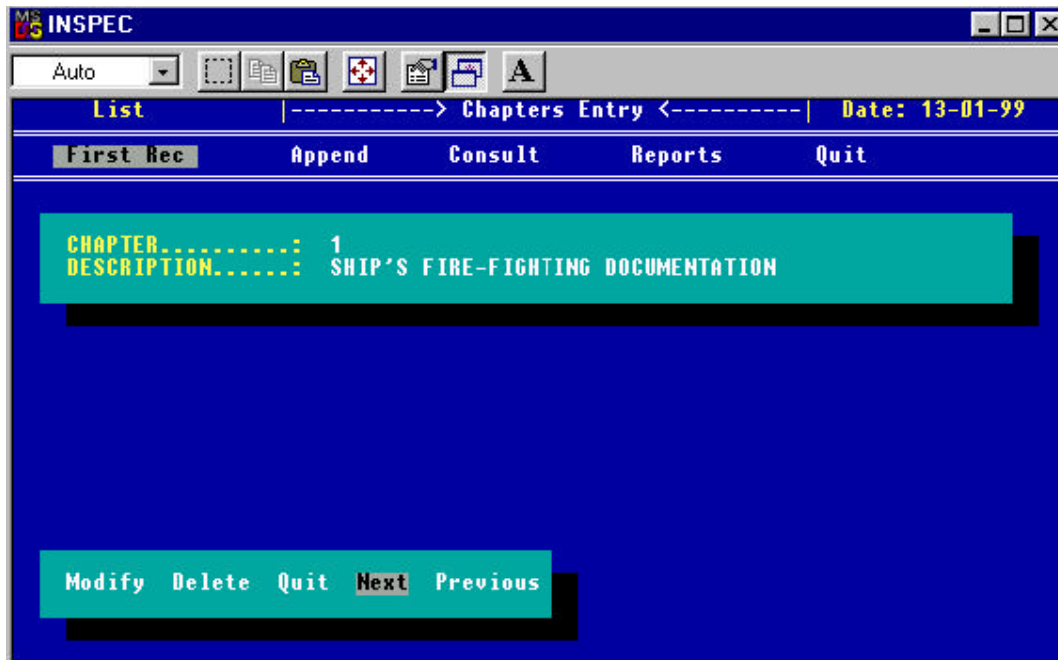 INSPEC
Auto A
List |-----------> Chapters Entry <----------| Date: 13-01-99
First Rec Append Consult Reports Quit
CHAPTER..........: 1
DESCRIPTION......: SHIP'S FIRE-FIGHTING DOCUMENTATION
Modify Delete Quit Next Previous